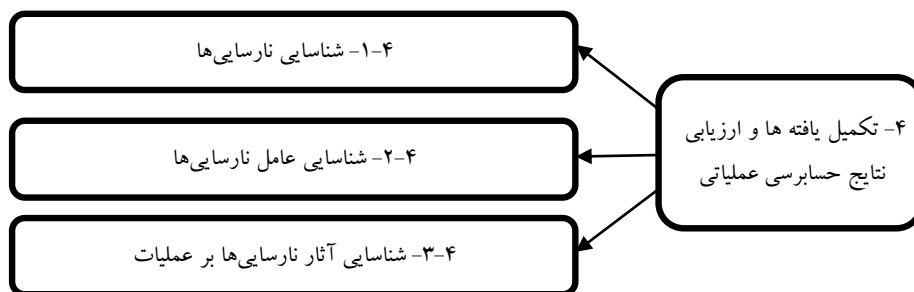 ۴- تکمیل یافته ها و ارزیابی
نتایج حسابرسی عملیاتی
۴-۱- شناسایی نارسایی‌ها
۴-۲- شناسایی عامل نارسایی‌ها
۴-۳- شناسایی آثار نارسایی‌ها بر عملیات